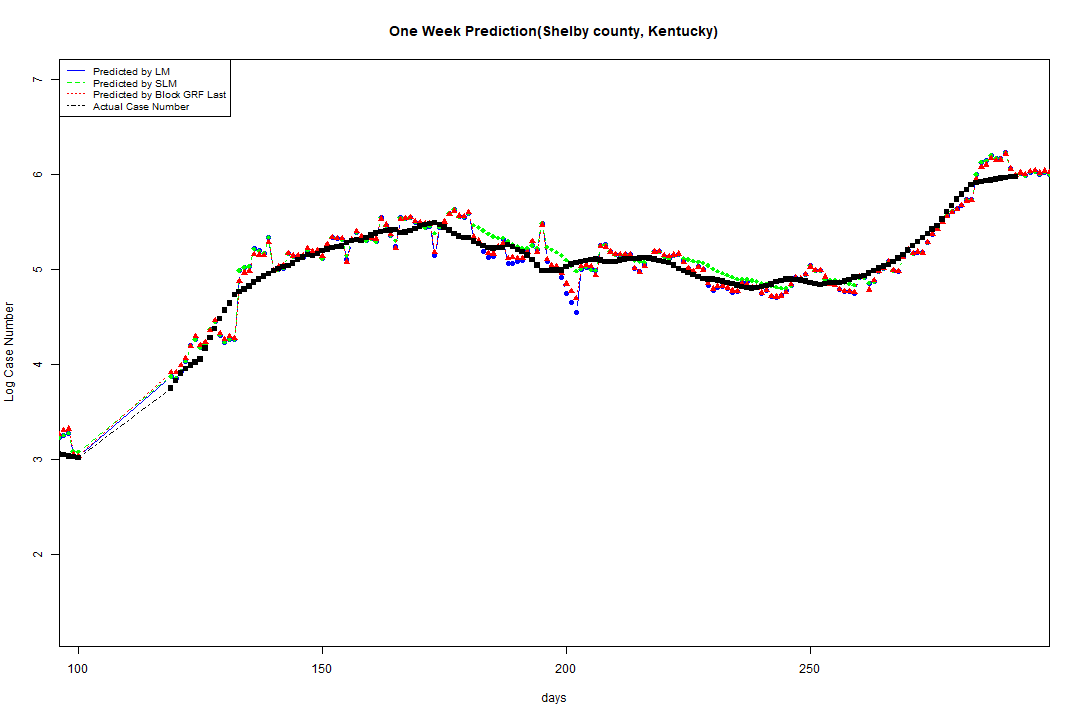 One Week Prediction(Shelby county, Kentucky)
Predicted by LM
Predicted by SLM
Predicted by Block GRF Last
Actual Case Number
7
6
5
4
3
2
Log Case Number
100 150 200 250
days